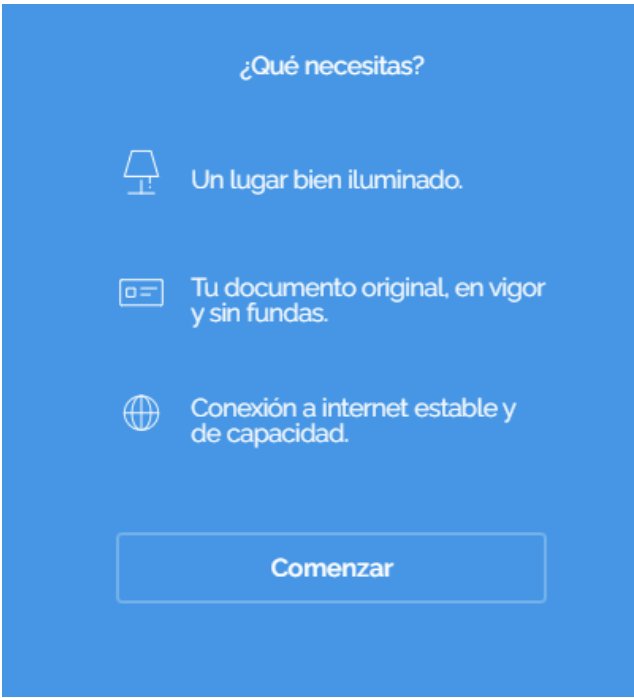 ¿Qué necesitas?
Un lugar bien iluminado.
Tu documento original, en vigor
y sin fundas.
Conexión a internet estable y
de capacidad.
Comenzar